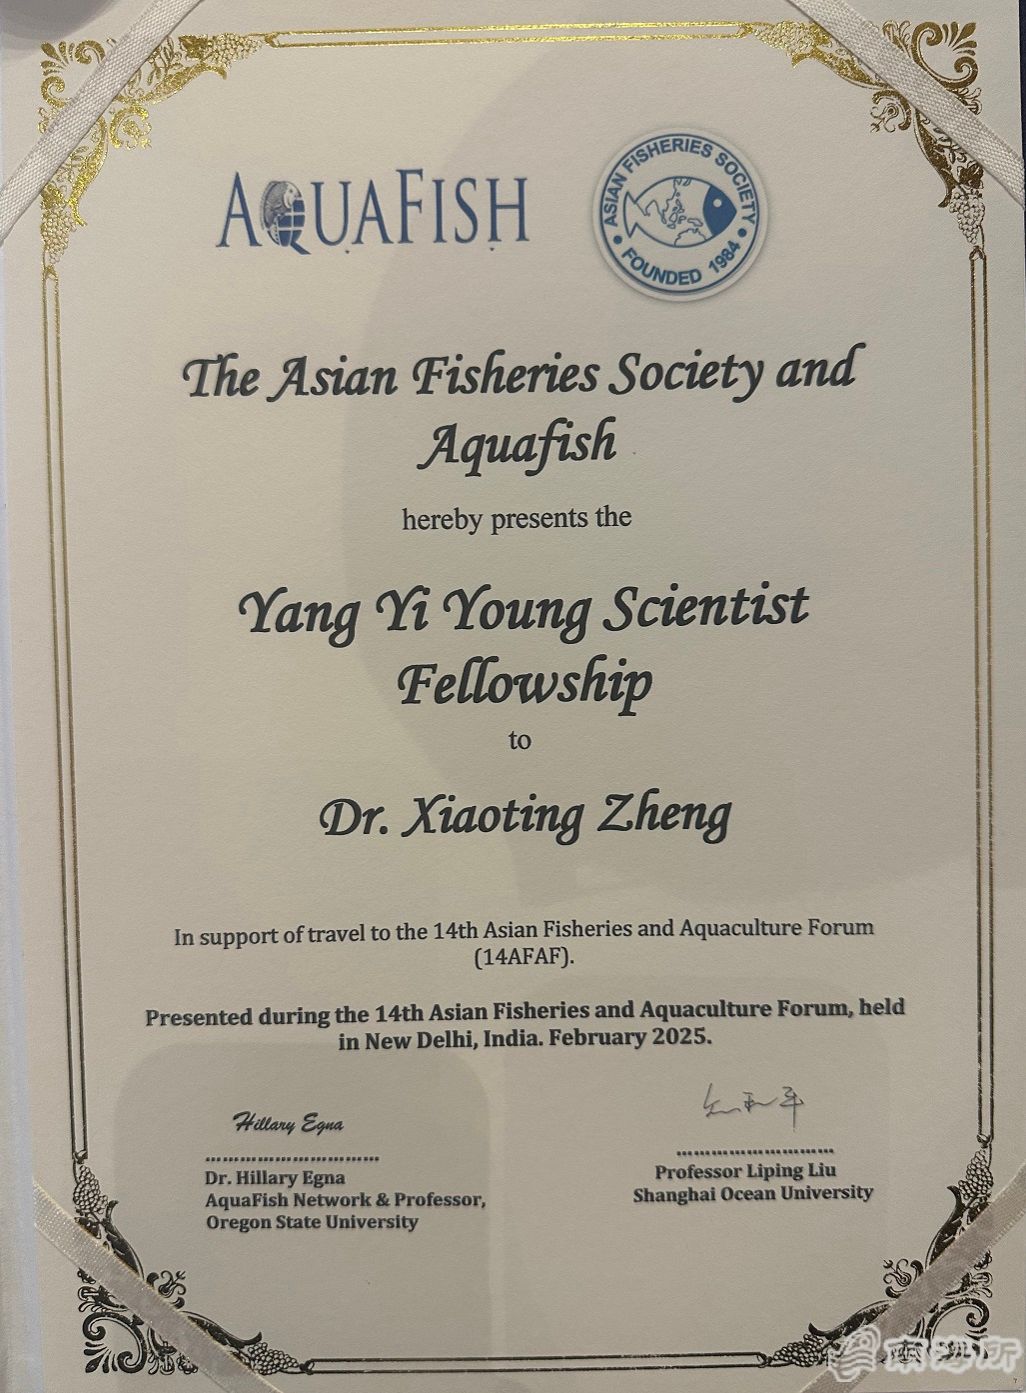 AQUAFISH
ASIAN FISHERIES SOCIETY
FOUNDED 1984
The Asian Fisheries Society and
Aquafish
hereby presents the
Yang Yi Young Scientist
Fellowship
to
Dr. Xiaoting Zheng
In support of travel to the 14th Asian Fisheries and Aquaculture Forum
(14AFAF).
Presented during the 14th Asian Fisheries and Aquaculture Forum, held
in New Delhi, India. February 2025.
Hillary Egna
Dr. Hillary Egna
AquaFish Network & Professor,
Oregon State University
Professor Liping Liu
Shanghai Ocean University
南海所